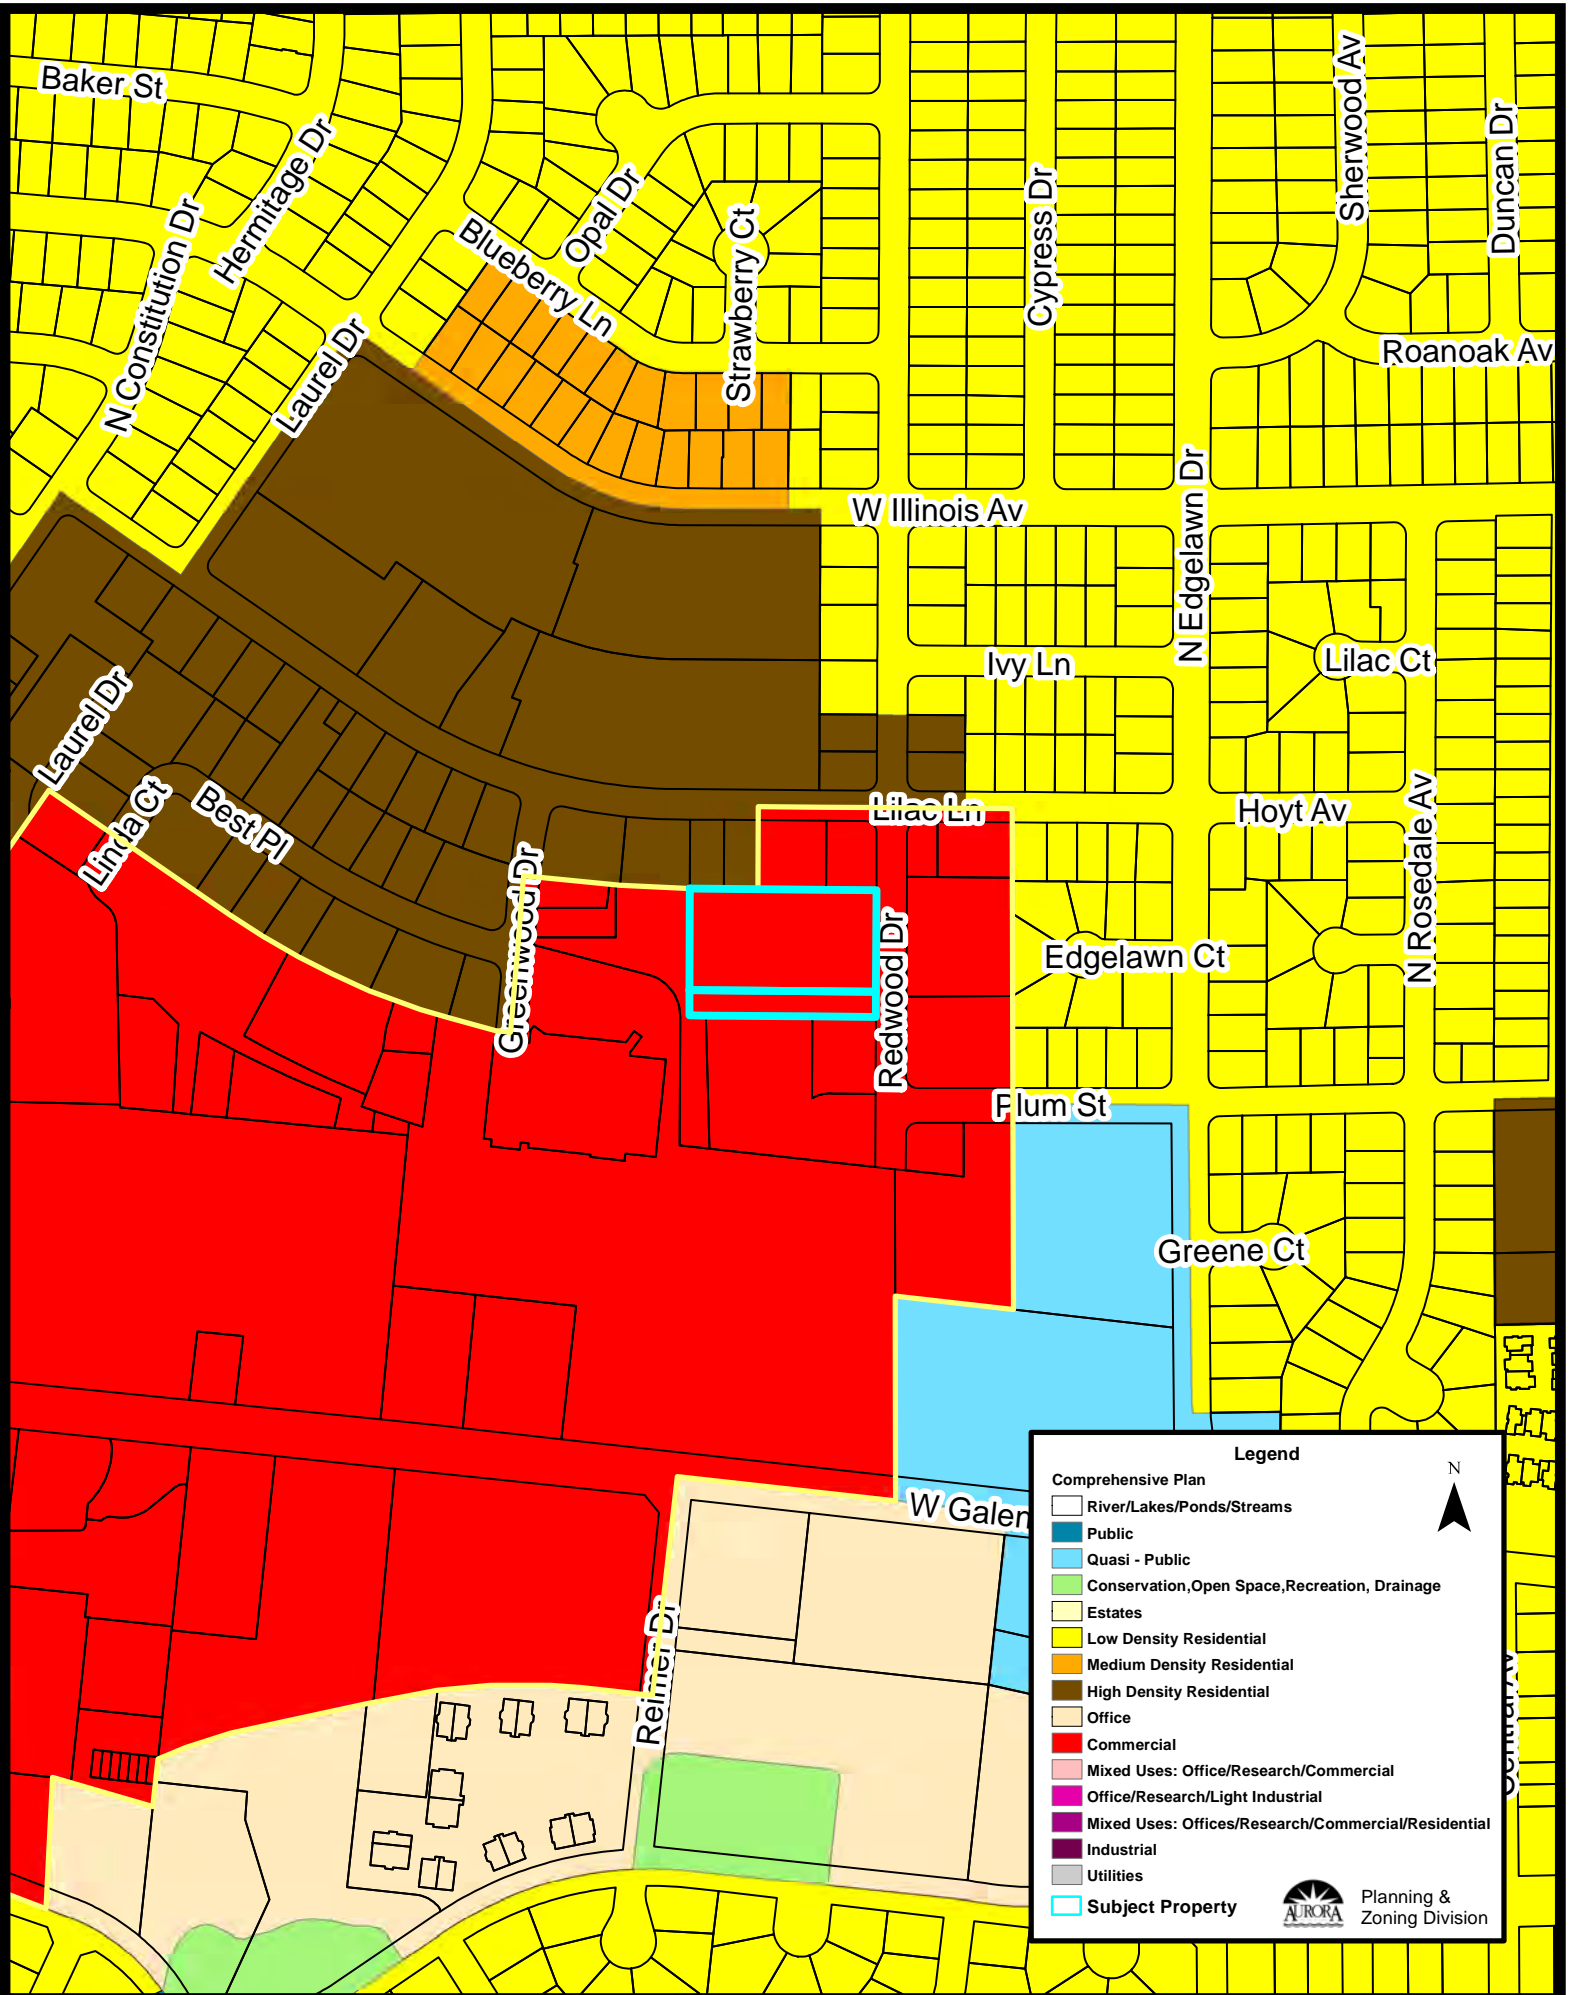 Baker St
Hermitage Dr
N Constitution Dr
Laurel Dr
Blueberry Ln
Opal Dr
Strawberry Ct
Cypress Dr
Sherwood Av
Duncan Dr
Roanoak Av
W Illinois Av
N Edgelawn Dr
Ivy Ln
Lilac Ct
Laurel Dr
Linda Ct
Best Pl
Greenwood Dr
Lilac Ln
Hoyt Av
N Rosedale Av
Redwood Dr
Edgelawn Ct
Plum St
Greene Ct
W Galen
Reimer Dr
Central Av
Legend
Comprehensive Plan
N
River/Lakes/Ponds/Streams
Public
Quasi - Public
Conservation,Open Space,Recreation, Drainage
Estates
Low Density Residential
Medium Density Residential
High Density Residential
Office
Commercial
Mixed Uses: Office/Research/Commercial
Office/Research/Light Industrial
Mixed Uses: Offices/Research/Commercial/Residential
Industrial
Utilities
Subject Property
AURORA
Planning &
Zoning Division